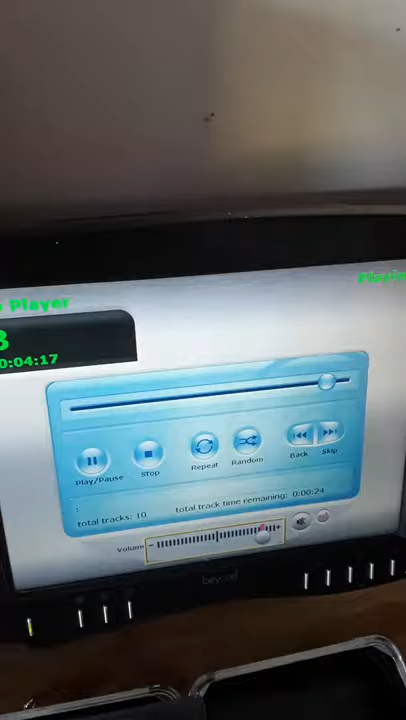 Player
0:04:17
Play/Pause
Stop
Repeat
Random
Back
Skip
:
total tracks: 10
total track time remaining: 0:00:24
Volume
- +
beyond